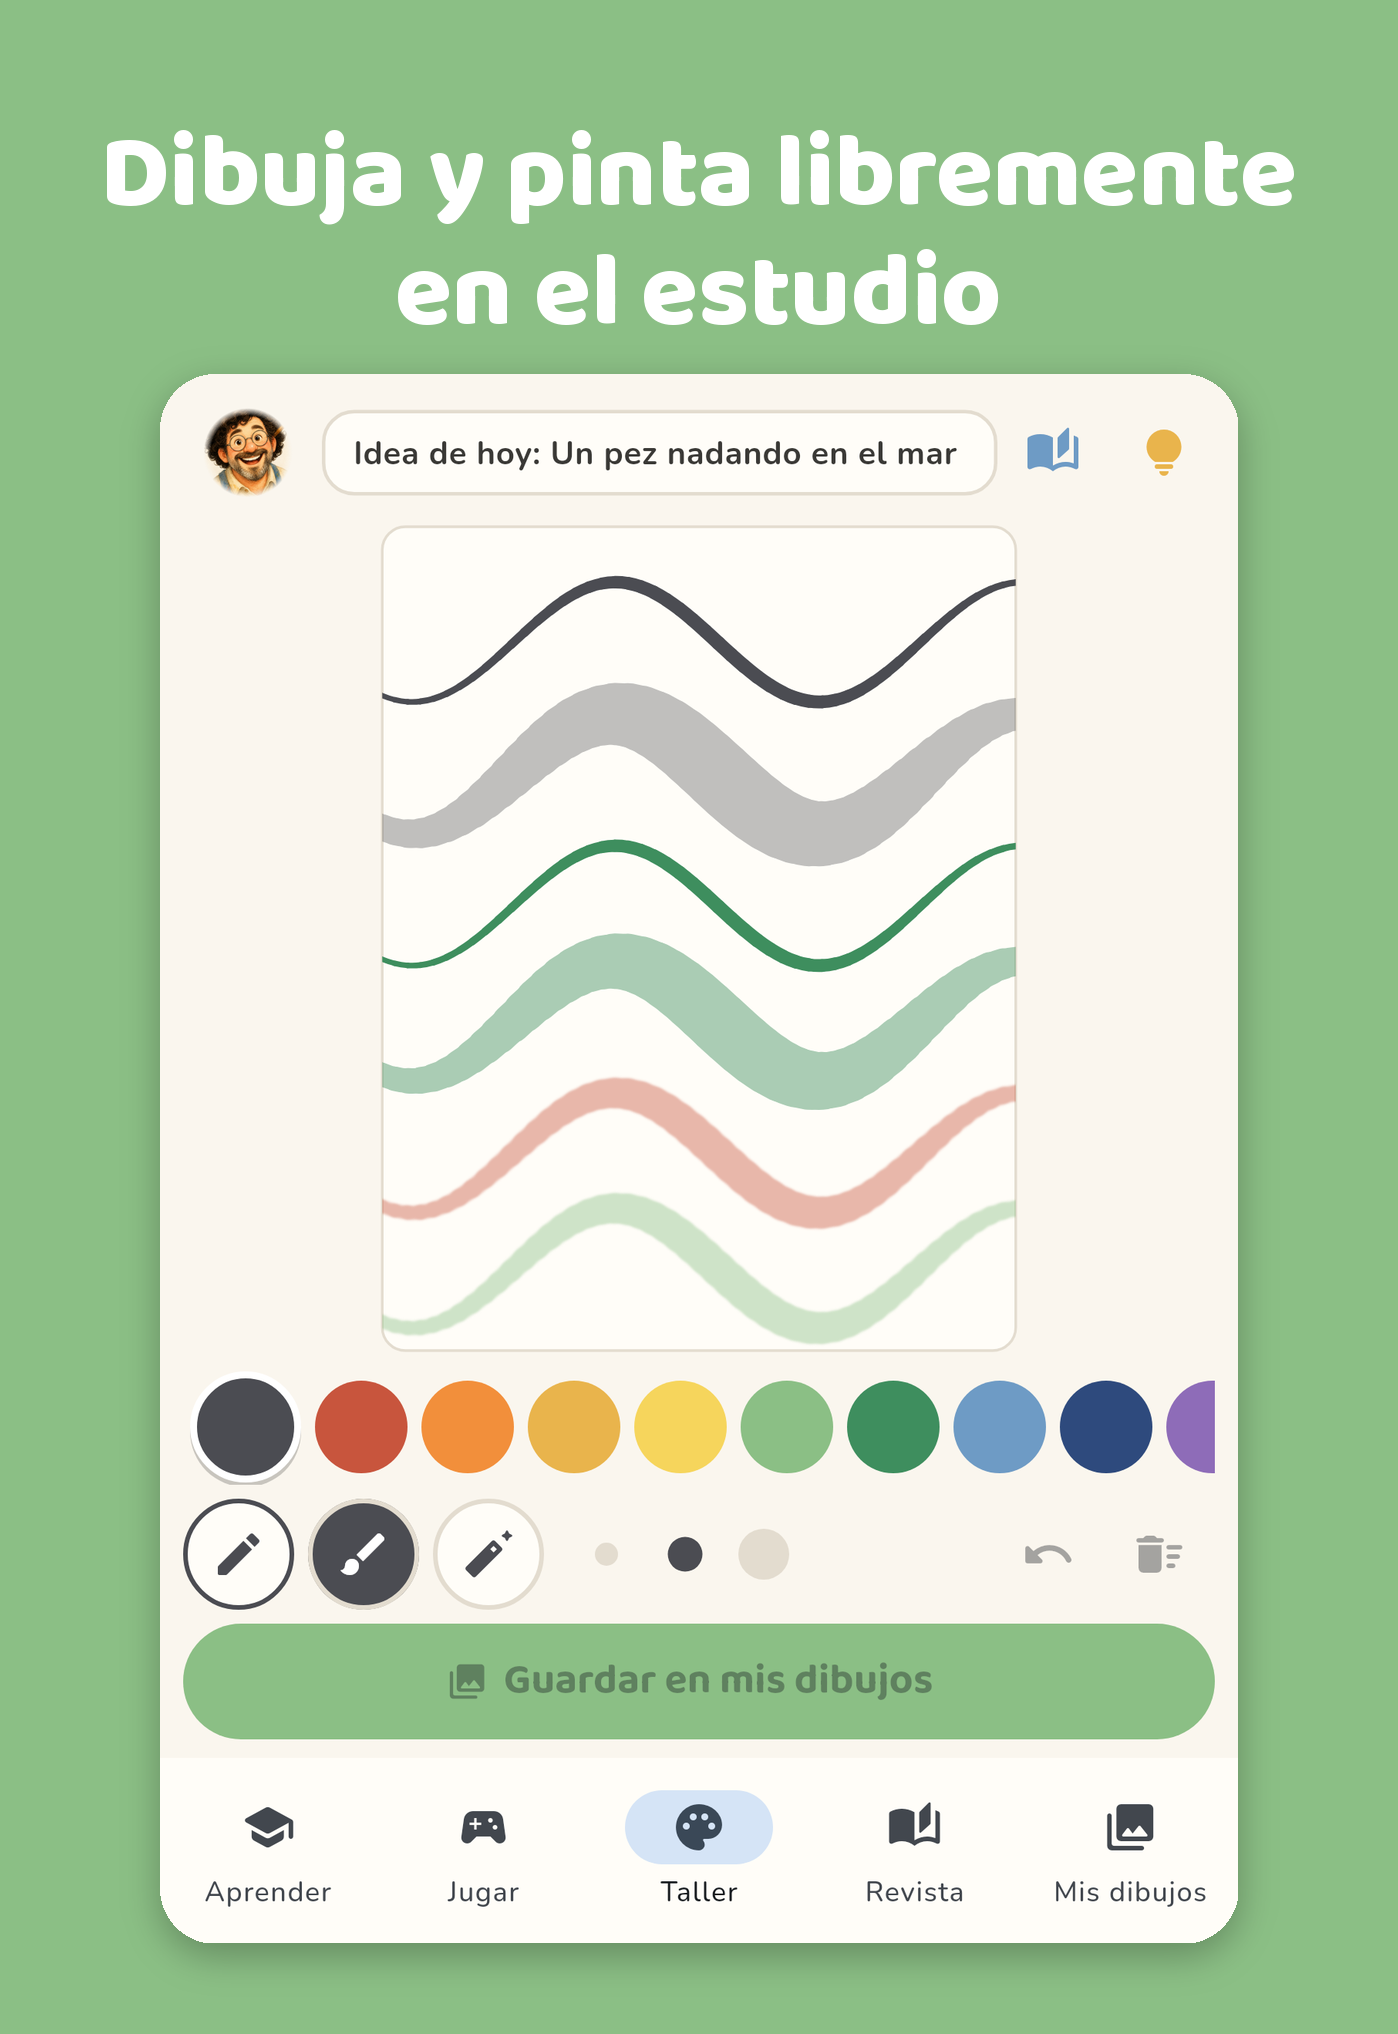 Dibuja y pinta libremente
en el estudio
Idea de hoy: Un pez nadando en el mar
Guardar en mis dibujos
Aprender
Jugar
Taller
Revista
Mis dibujos